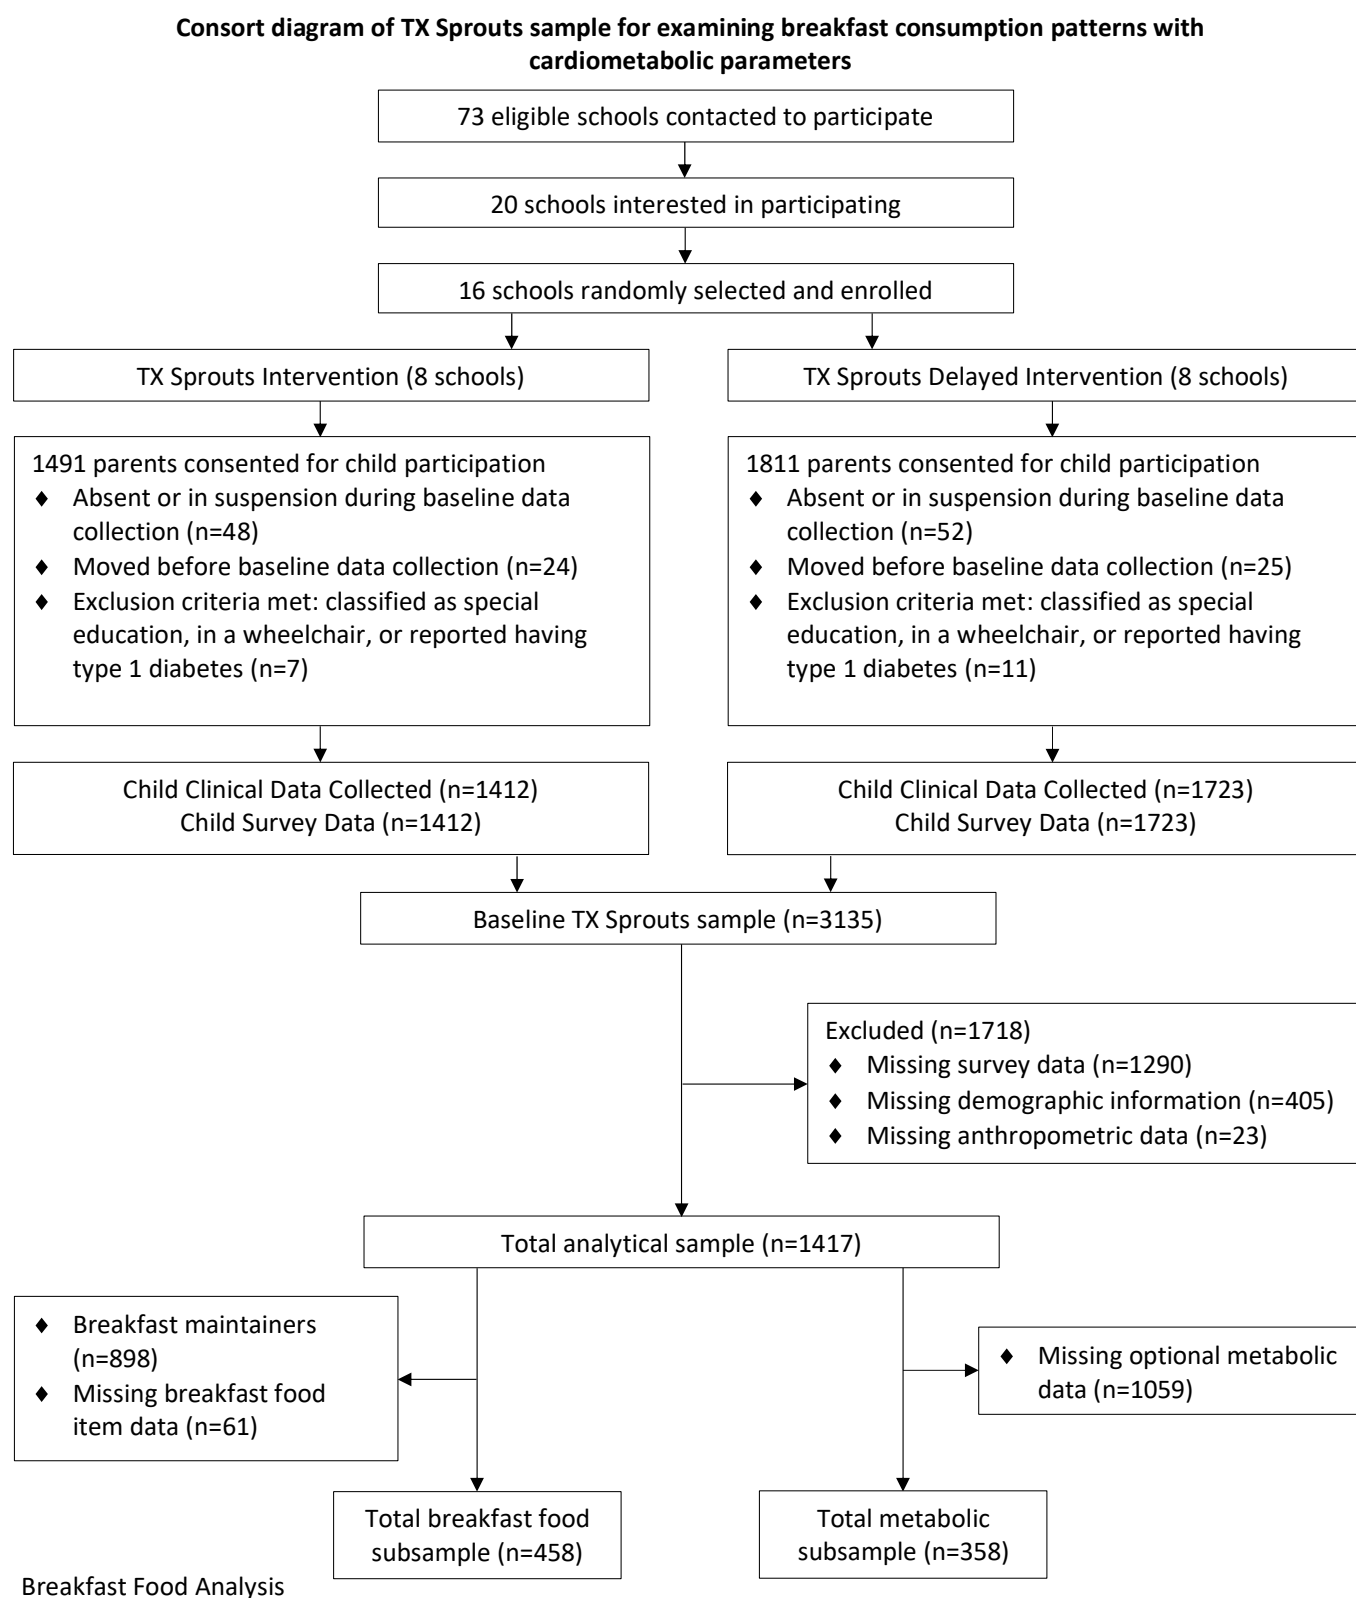 Consort diagram of TX Sprouts sample for examining breakfast consumption patterns with
cardiometabolic parameters
73 eligible schools contacted to participate
20 schools interested in participating
16 schools randomly selected and enrolled
TX Sprouts Intervention (8 schools)
TX Sprouts Delayed Intervention (8 schools)
1491 parents consented for child participation
♦ Absent or in suspension during baseline data
collection (n=48)
♦ Moved before baseline data collection (n=24)
♦ Exclusion criteria met: classified as special
education, in a wheelchair, or reported having
type 1 diabetes (n=7)
1811 parents consented for child participation
♦ Absent or in suspension during baseline data
collection (n=52)
♦ Moved before baseline data collection (n=25)
♦ Exclusion criteria met: classified as special
education, in a wheelchair, or reported having
type 1 diabetes (n=11)
Child Clinical Data Collected (n=1412)
Child Survey Data (n=1412)
Child Clinical Data Collected (n=1723)
Child Survey Data (n=1723)
Baseline TX Sprouts sample (n=3135)
Excluded (n=1718)
♦ Missing survey data (n=1290)
♦ Missing demographic information (n=405)
♦ Missing anthropometric data (n=23)
Total analytical sample (n=1417)
♦ Breakfast maintainers
(n=898)
♦ Missing breakfast food
item data (n=61)
♦ Missing optional metabolic
data (n=1059)
Total breakfast food
subsample (n=458)
Total metabolic
subsample (n=358)
Breakfast Food Analysis